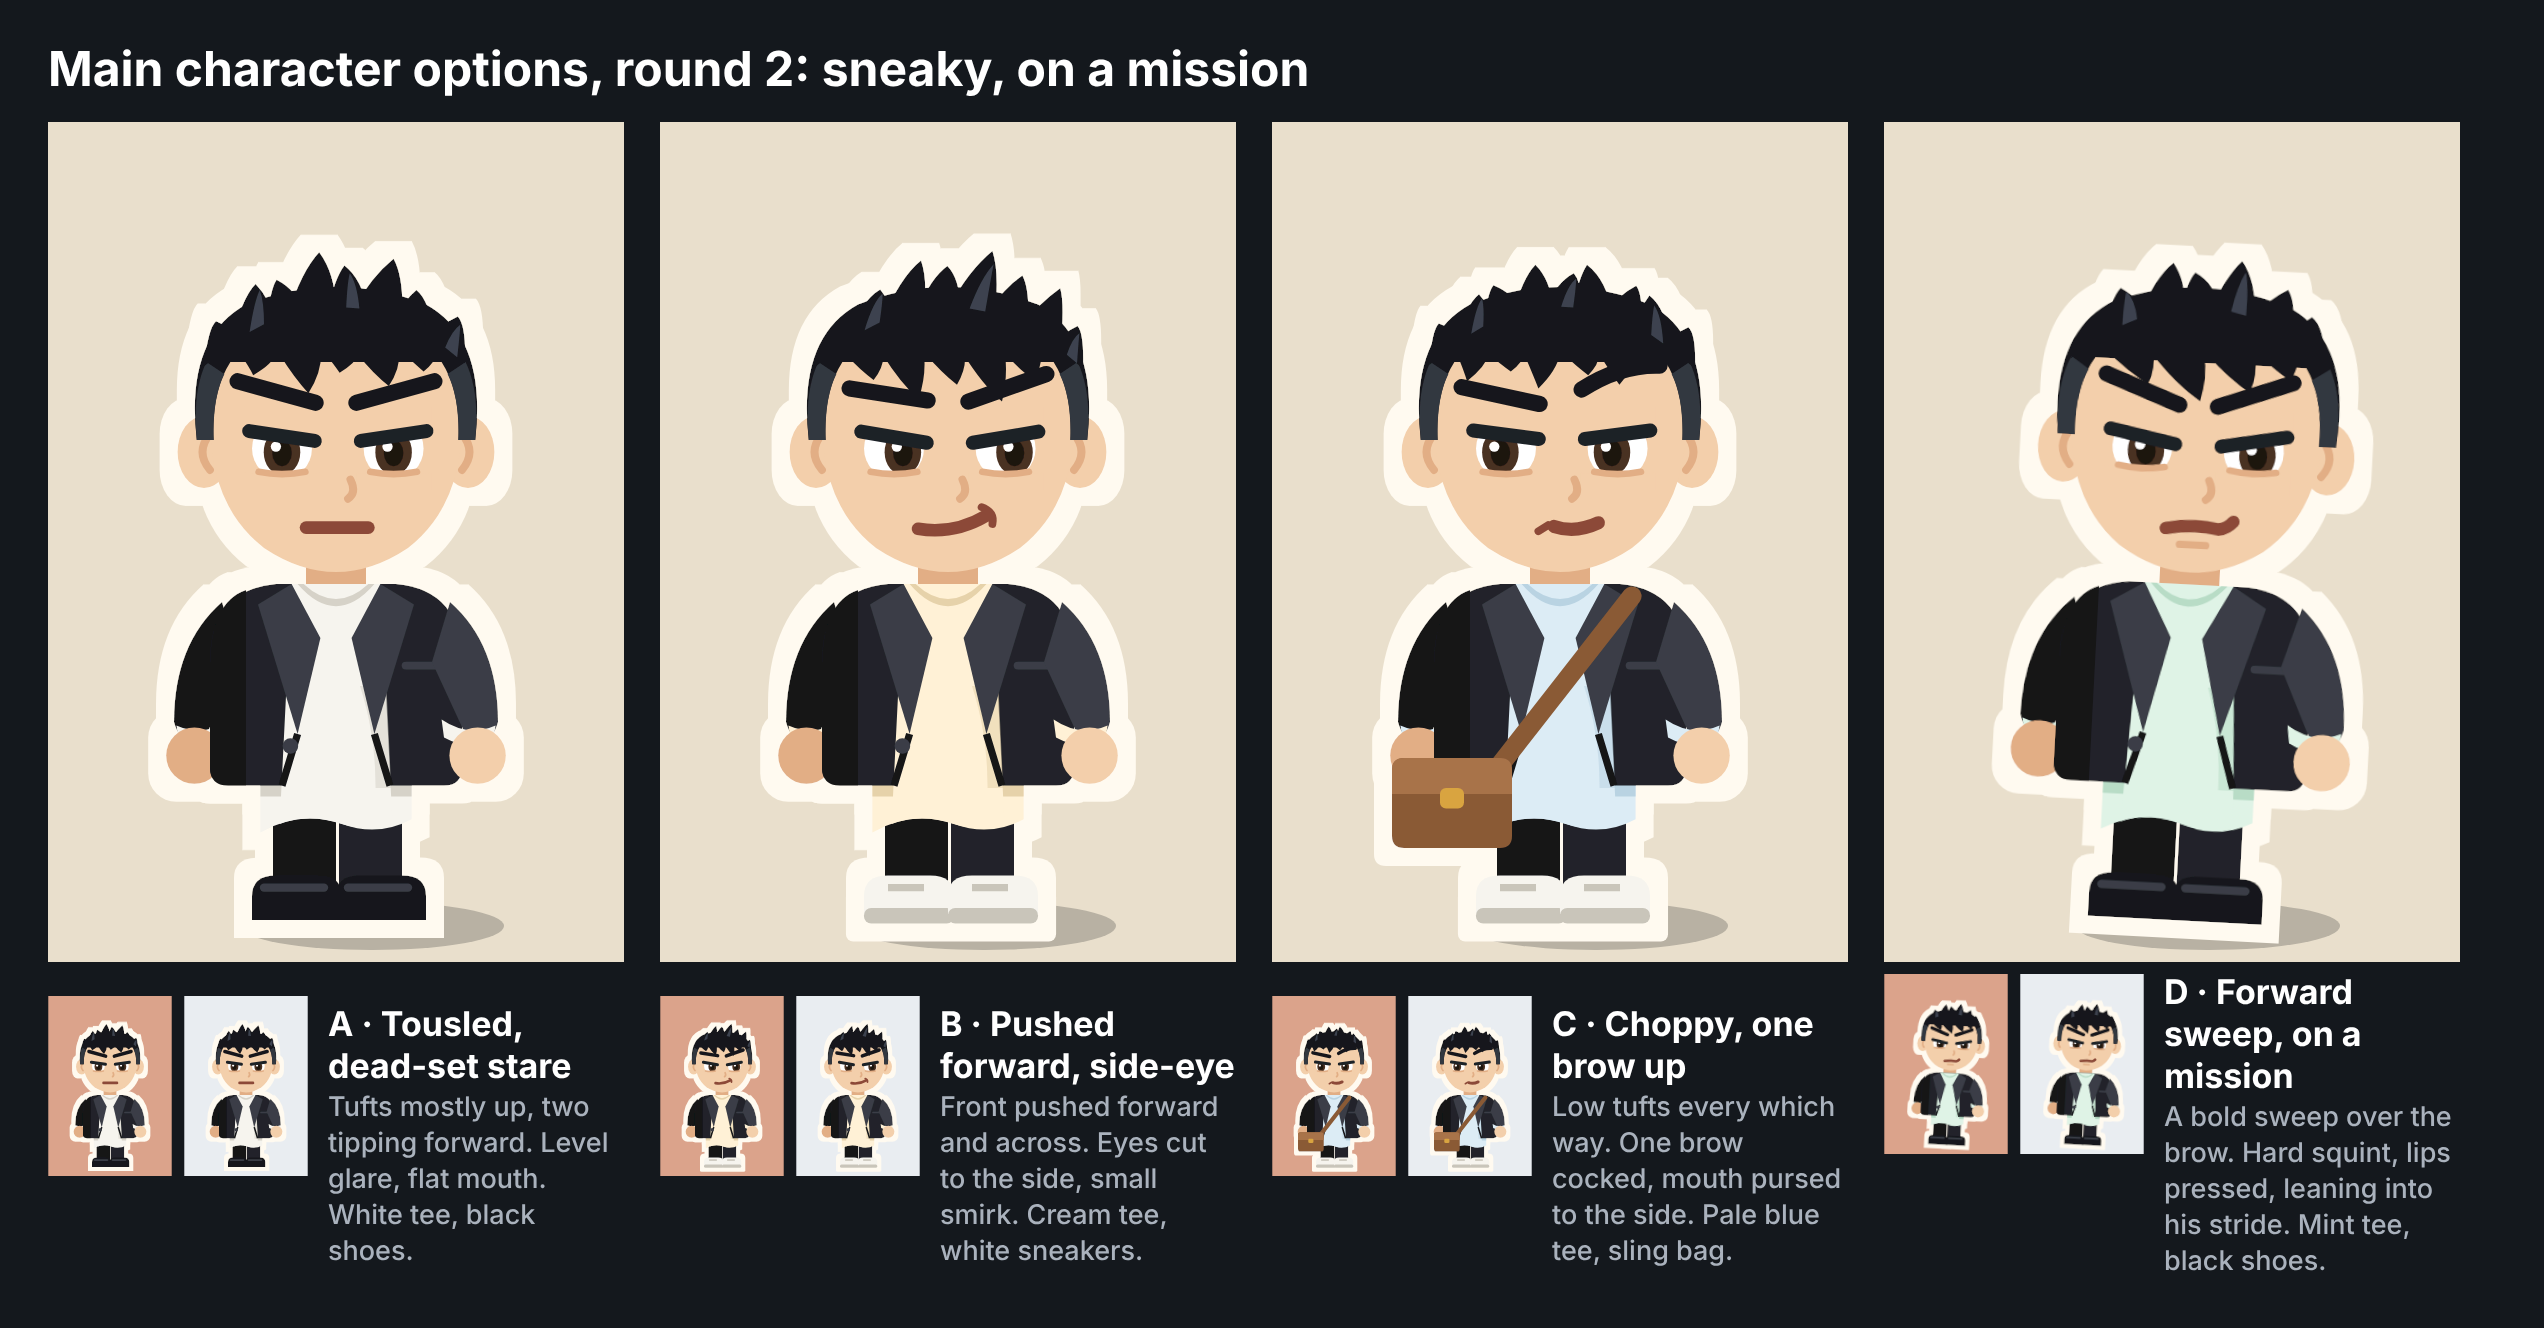 Main character options, round 2: sneaky, on a mission
A · Tousled,
dead-set stare
Tufts mostly up, two
tipping forward. Level
glare, flat mouth.
White tee, black
shoes.
B · Pushed
forward, side-eye
Front pushed forward
and across. Eyes cut
to the side, small
smirk. Cream tee,
white sneakers.
C · Choppy, one
brow up
Low tufts every which
way. One brow
cocked, mouth pursed
to the side. Pale blue
tee, sling bag.
D · Forward
sweep, on a
mission
A bold sweep over the
brow. Hard squint, lips
pressed, leaning into
his stride. Mint tee,
black shoes.